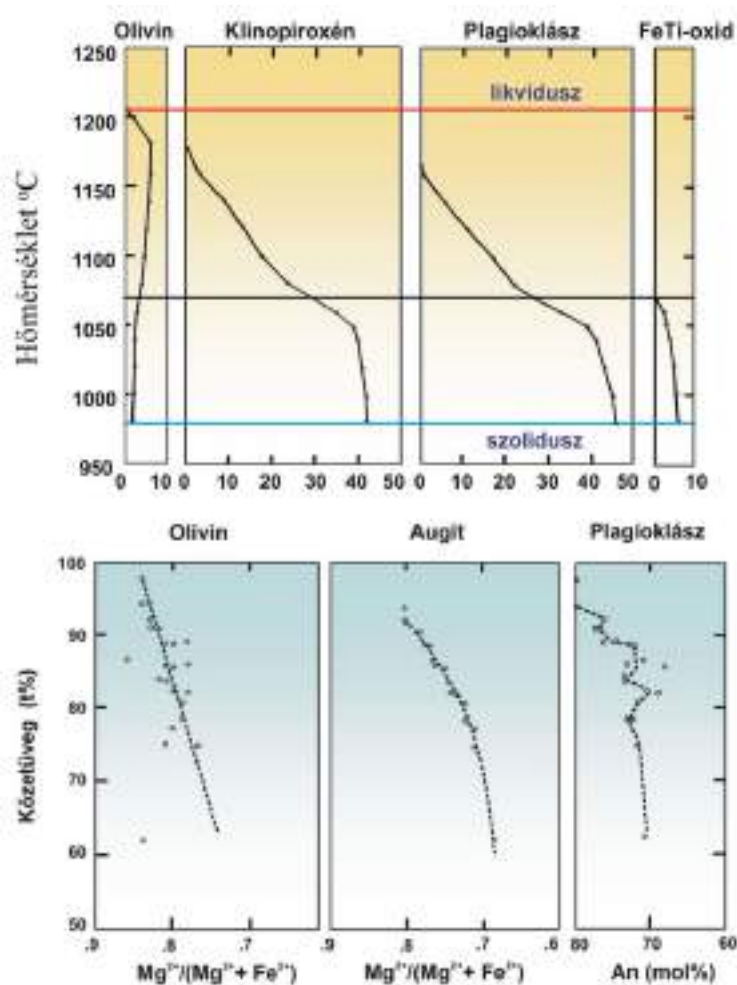 Olivin Klinopiroxén Plagioklász FeTi-oxid
1250
likvidusz
1200
1150
1100
1050
1000
szolidusz
950
Hőmérséklet ºC
0 10 0 10 20 30 40 50 0 10 20 30 40 50 0 10
Olivin Augit Plagioklász
100
90
80
70
60
50
Kőzetüveg (t%)
.9 .8 .7 .9 .8 .7 .6 80 70 60
Mg²⁺/(Mg²⁺+ Fe²⁺) Mg²⁺/(Mg²⁺+ Fe²⁺) An (mol%)